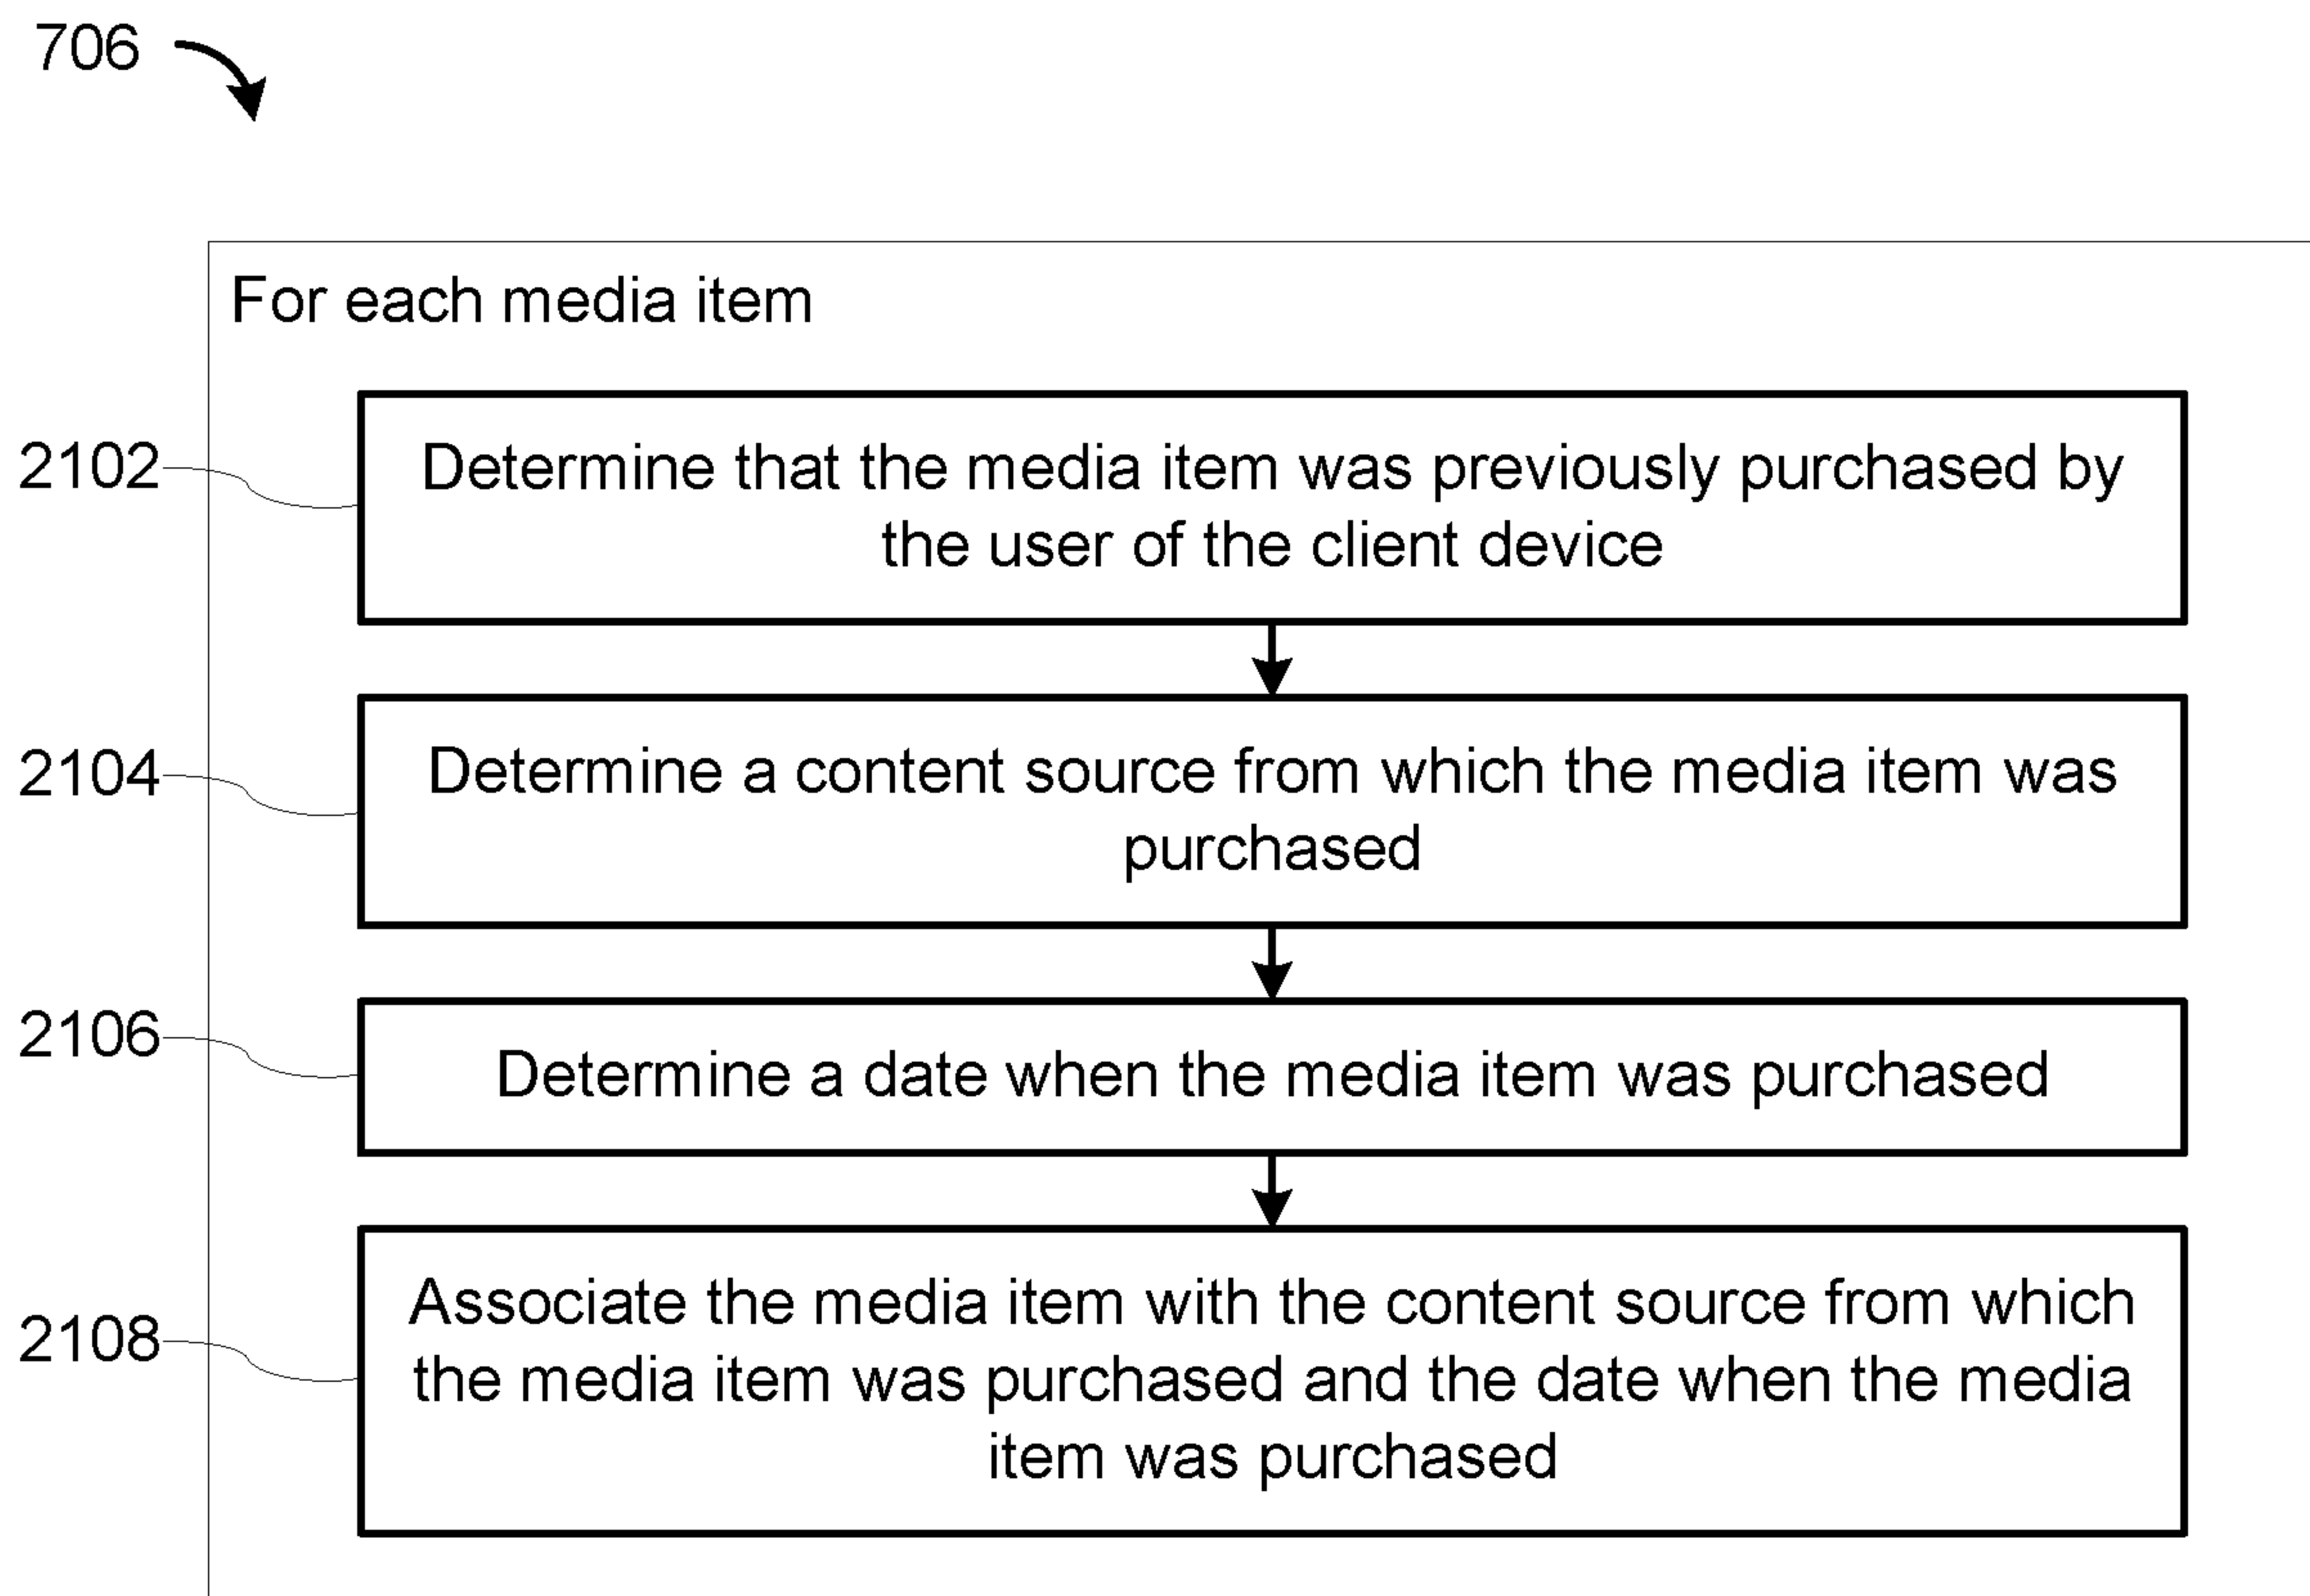 706
For each media item
2102
Determine that the media item was previously purchased by
the user of the client device
2104
Determine a content source from which the media item was
purchased
2106
Determine a date when the media item was purchased
2108
Associate the media item with the content source from which
the media item was purchased and the date when the media
item was purchased